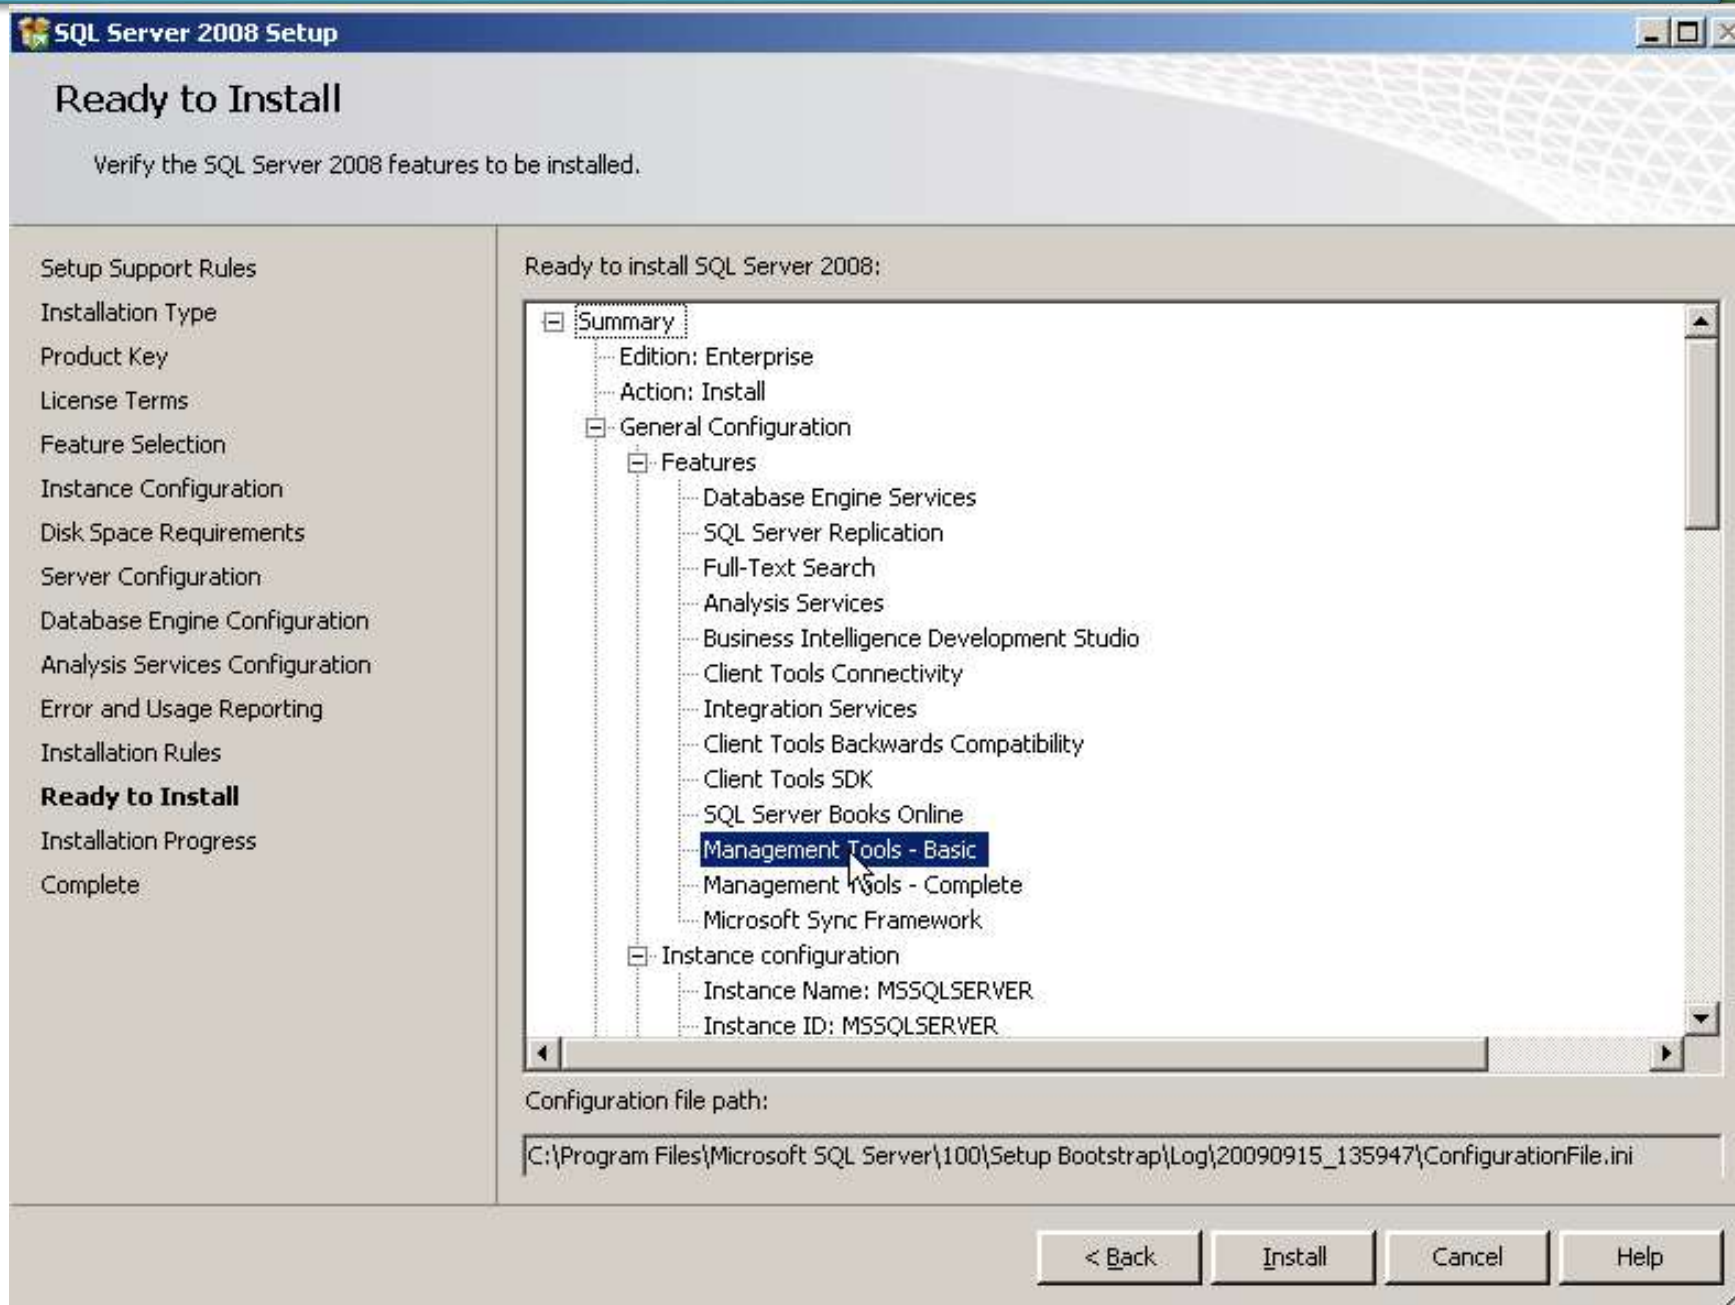 SQL Server 2008 Setup
Ready to Install
Verify the SQL Server 2008 features to be installed.
Setup Support Rules
Installation Type
Product Key
License Terms
Feature Selection
Instance Configuration
Disk Space Requirements
Server Configuration
Database Engine Configuration
Analysis Services Configuration
Error and Usage Reporting
Installation Rules
Ready to Install
Installation Progress
Complete
Ready to install SQL Server 2008:
Summary
Edition: Enterprise
Action: Install
General Configuration
Features
Database Engine Services
SQL Server Replication
Full-Text Search
Analysis Services
Business Intelligence Development Studio
Client Tools Connectivity
Integration Services
Client Tools Backwards Compatibility
Client Tools SDK
SQL Server Books Online
Management Tools - Basic
Management Tools - Complete
Microsoft Sync Framework
Instance configuration
Instance Name: MSSQLSERVER
Instance ID: MSSQLSERVER
Configuration file path:
C:\Program Files\Microsoft SQL Server\100\Setup Bootstrap\Log\20090915_135947\ConfigurationFile.ini
< Back
Install
Cancel
Help